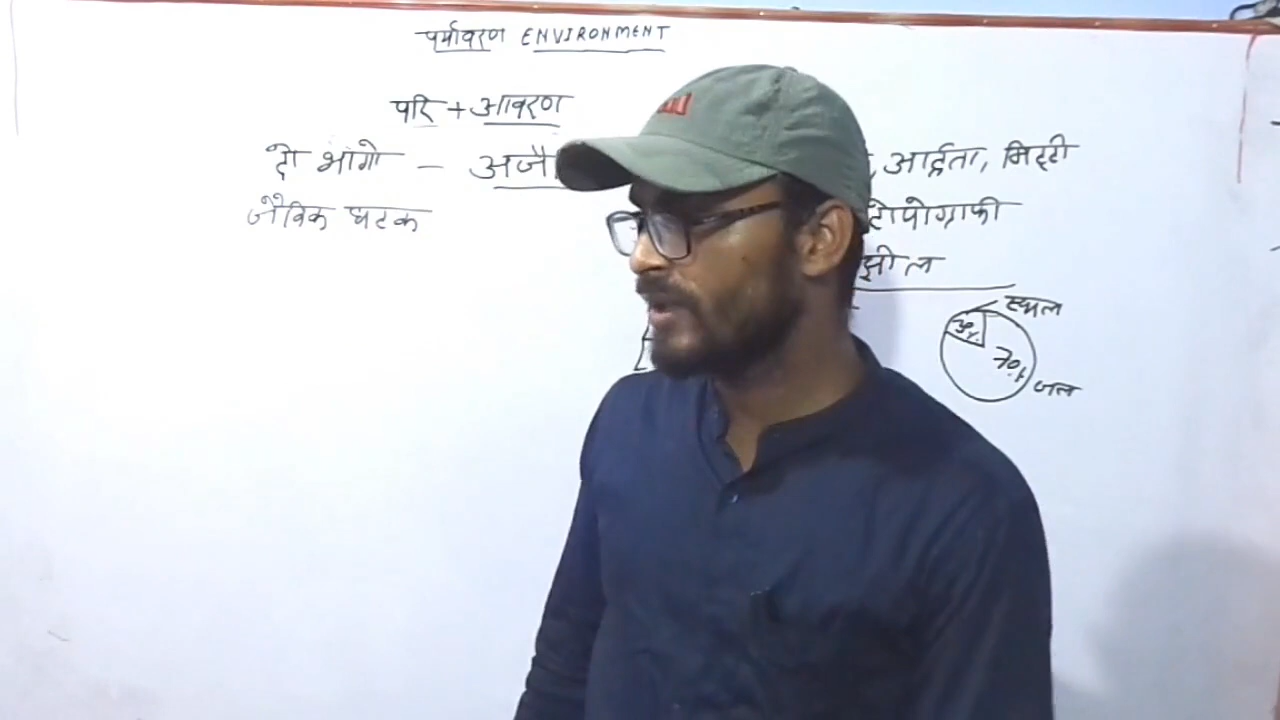 पर्यावरण ENVIRONMENT
परि + आवरण
दो भागो - अजै , आर्द्रता, मिट्टी
जैविक घटक टोपोग्राफी
झील
स्थल
30%
70%
जल